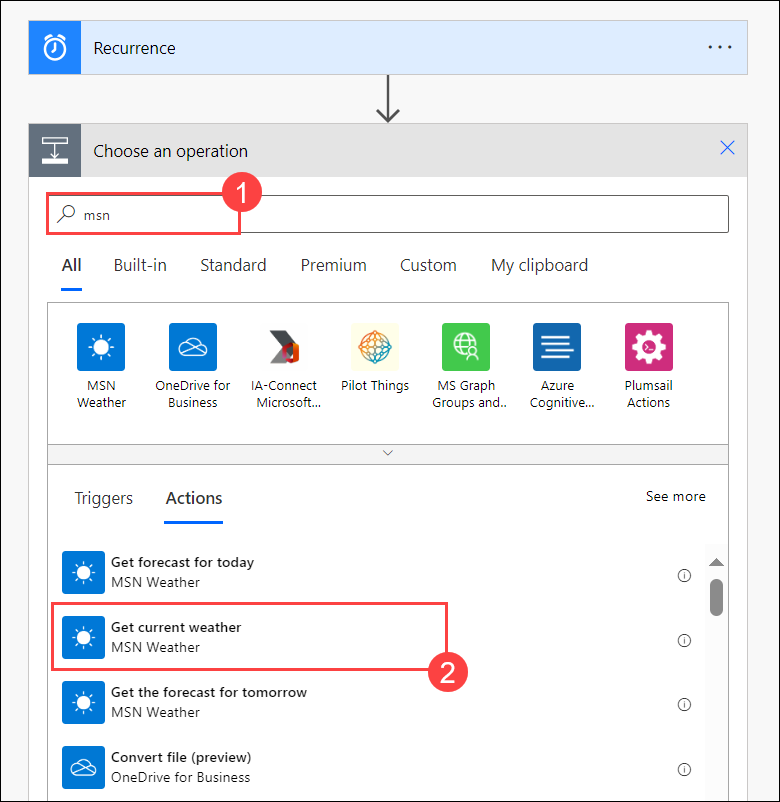 Recurrence
...
Choose an operation
1
msn
All Built-in Standard Premium Custom My clipboard
MSN Weather
OneDrive for Business
IA-Connect Microsoft...
Pilot Things
MS Graph Groups and..
Azure Cognitive...
Plumsail Actions
Triggers Actions See more
Get forecast for today
MSN Weather
Get current weather
MSN Weather
2
Get the forecast for tomorrow
MSN Weather
Convert file (preview)
OneDrive for Business